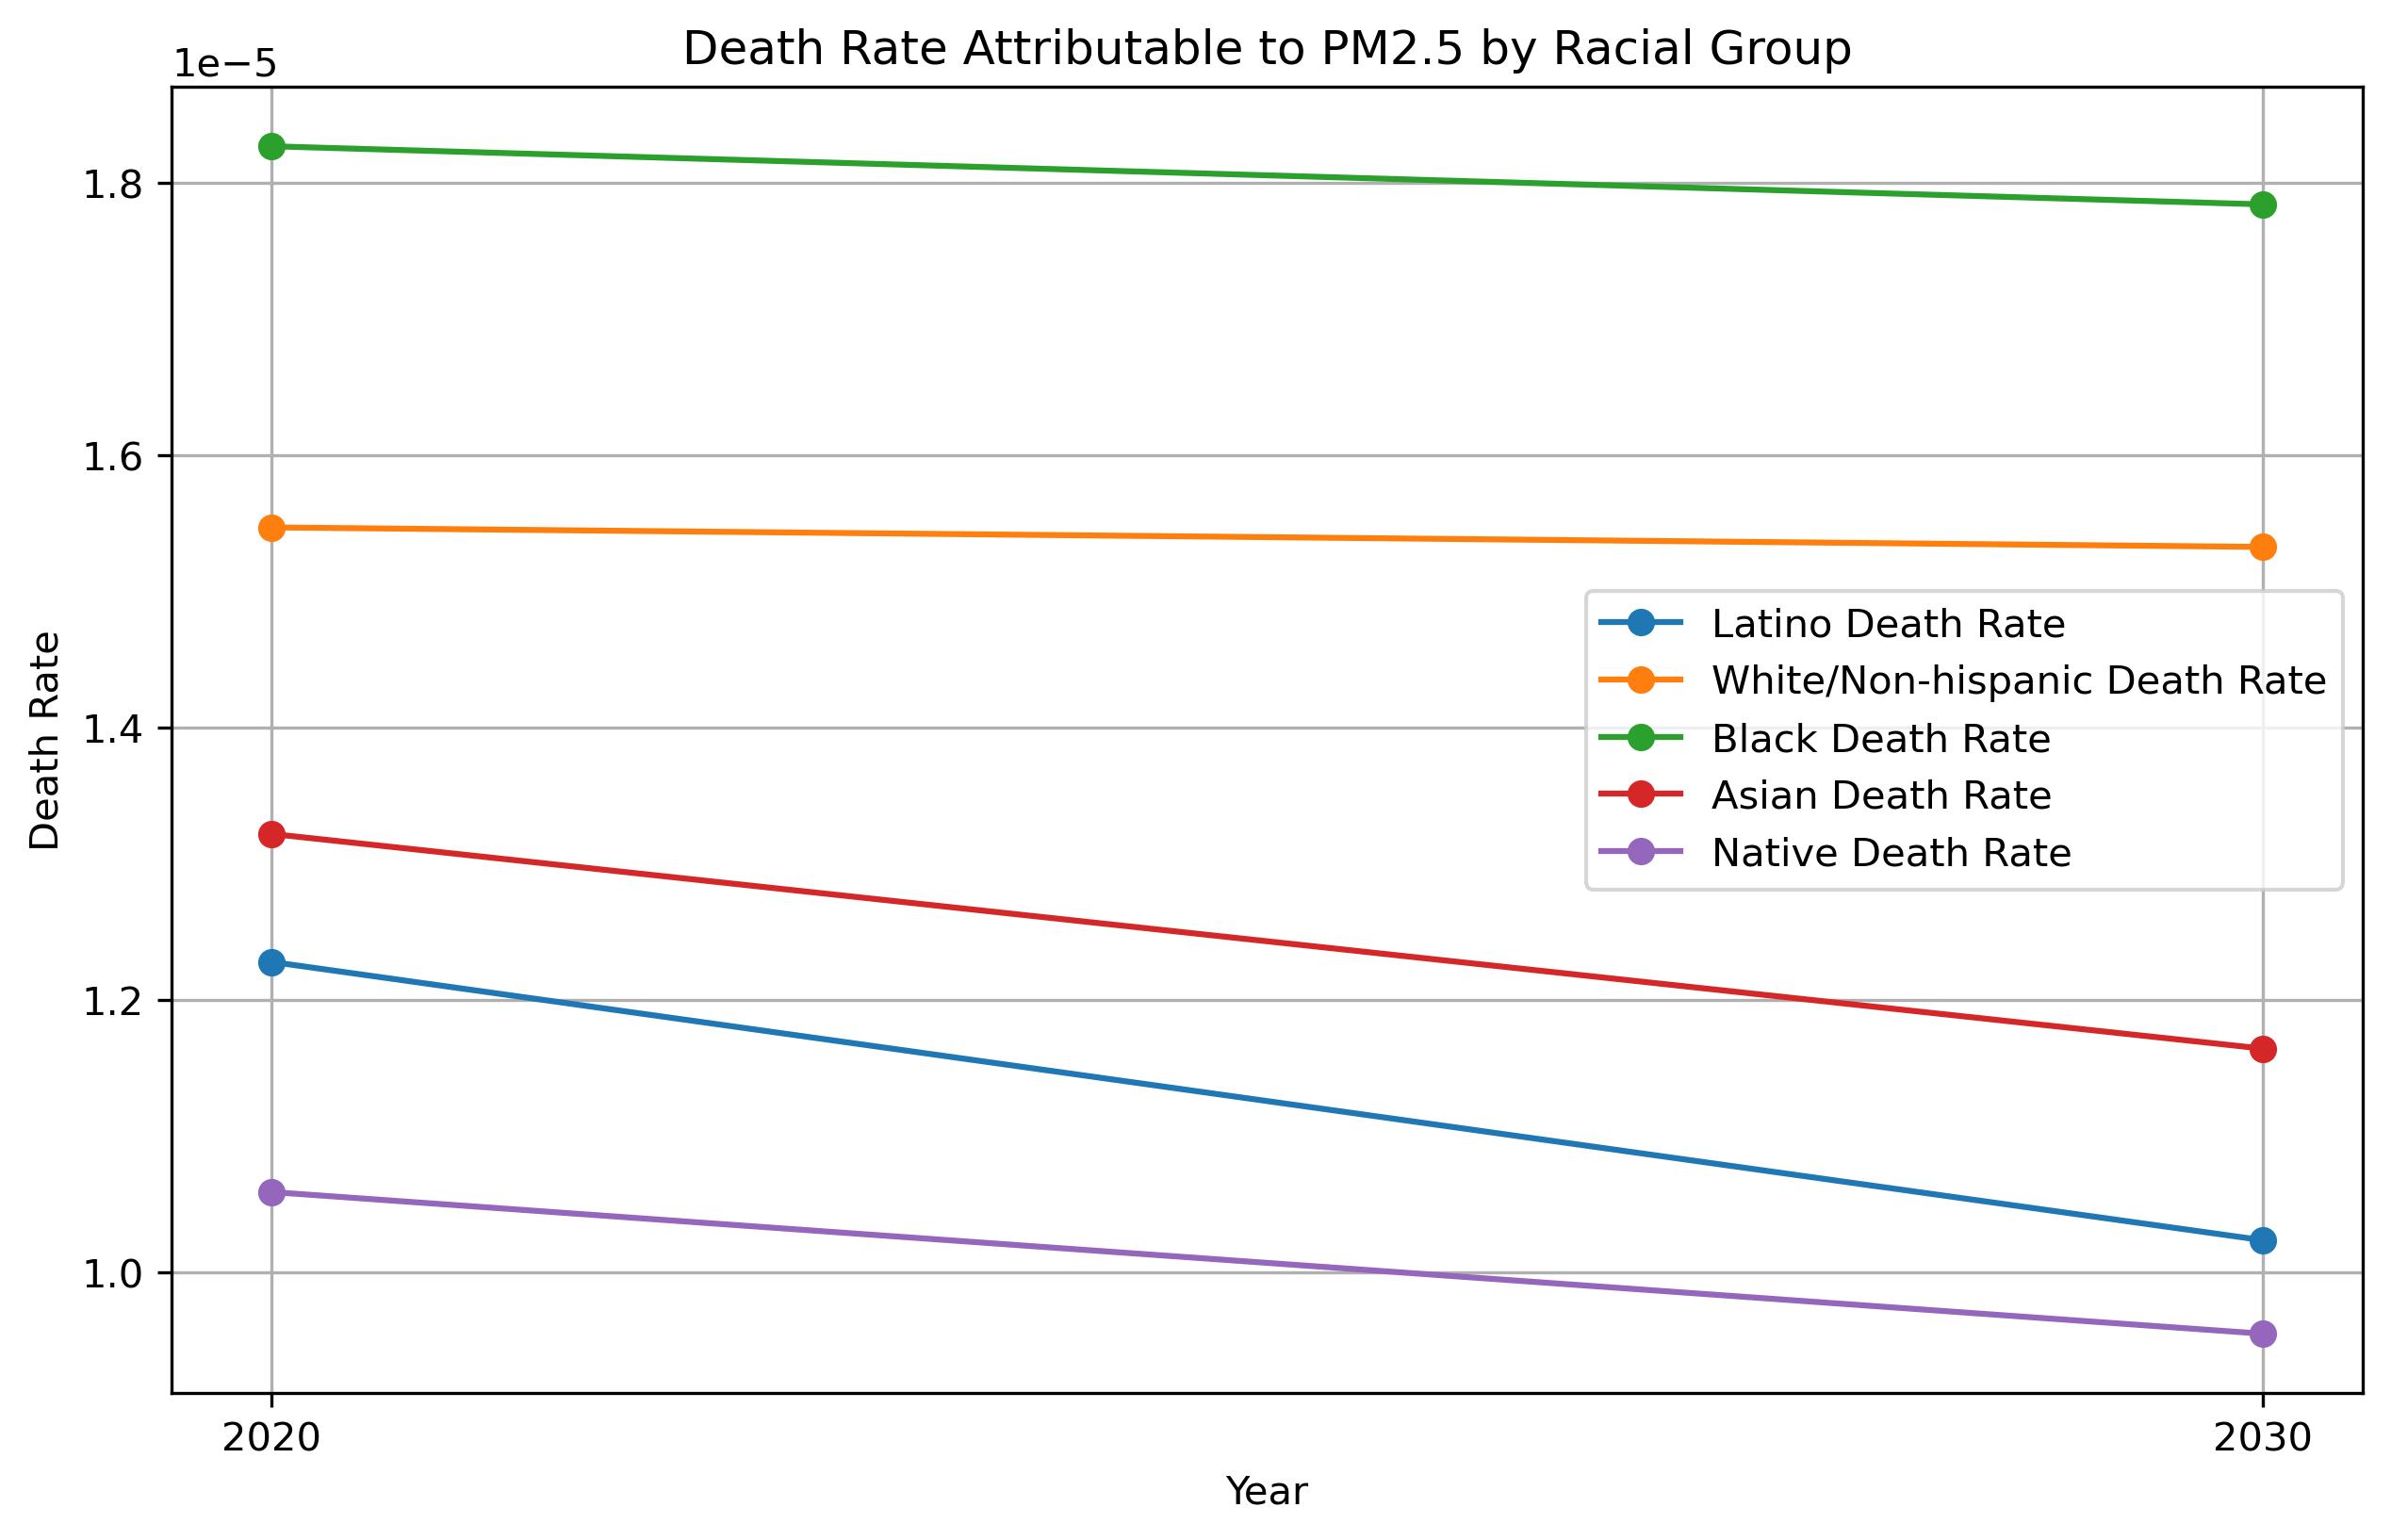 Death Rate Attributable to PM2.5 by Racial Group
1e−5
1.8
1.6
1.4
1.2
1.0
Death Rate
Latino Death Rate
White/Non-hispanic Death Rate
Black Death Rate
Asian Death Rate
Native Death Rate
2020
2030
Year